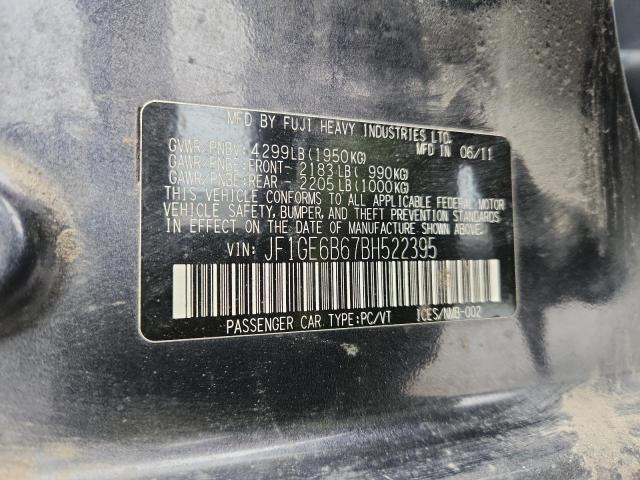 MFD BY FUJI HEAVY INDUSTRIES LTD.
MFD IN 06/11
GVWR/PNBV: 4299LB(1950KG)
GAWR/PNBE:FRONT- 2183LB( 990KG)
GAWR/PNBE:REAR - 2205LB(1000KG)
THIS VEHICLE CONFORMS TO ALL APPLICABLE FEDERAL MOTOR
VEHICLE SAFETY, BUMPER, AND THEFT PREVENTION STANDARDS
IN EFFECT ON THE DATE OF MANUFACTURE SHOWN ABOVE.
VIN: JF1GE6B67BH522395
PASSENGER CAR TYPE:PC/VT ICES/NMB-002